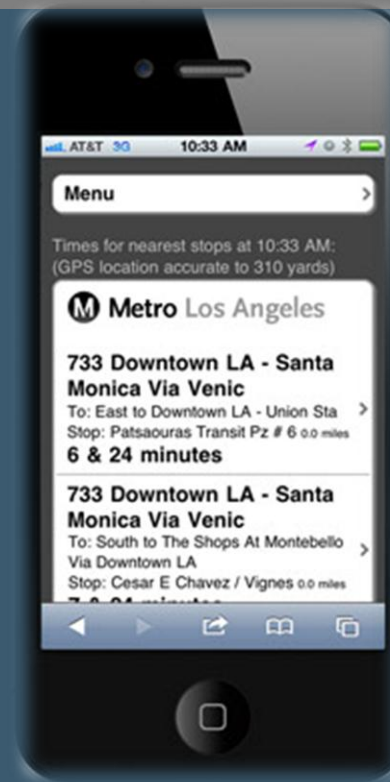 AT&T 3G 10:33 AM
Menu
Times for nearest stops at 10:33 AM:
(GPS location accurate to 310 yards)
M Metro Los Angeles
733 Downtown LA - Santa
Monica Via Venic
To: East to Downtown LA - Union Sta
Stop: Patsaouras Transit Pz # 6 0.0 miles
6 & 24 minutes
733 Downtown LA - Santa
Monica Via Venic
To: South to The Shops At Montebello
Via Downtown LA
Stop: Cesar E Chavez / Vignes 0.0 miles